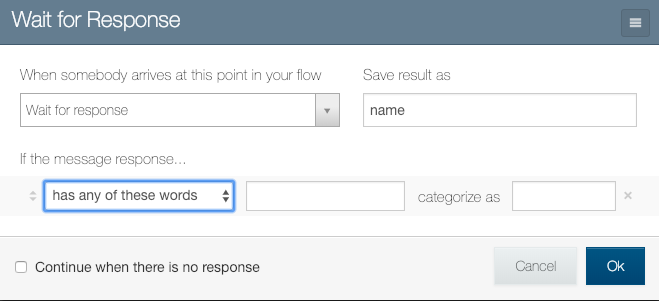 Wait for Response
When somebody arrives at this point in your flow
Save result as
Wait for response
name
If the message response...
has any of these words
categorize as
×
Continue when there is no response
Cancel
Ok